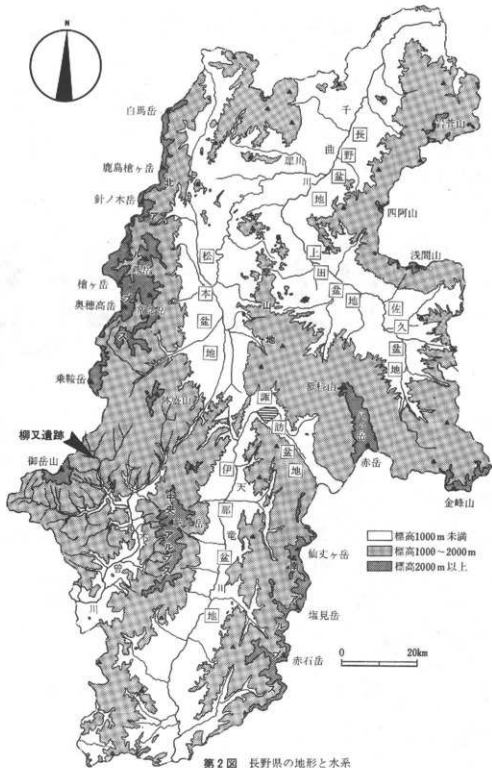 N
白馬岳
鹿島槍ヶ岳
針ノ木岳
槍ヶ岳
奥穂高岳
乗鞍岳
柳又遺跡
御岳山
千曲川
犀川
長野盆地
四阿山
浅間山
上田盆地
佐久盆地
松本盆地
諏訪盆地
赤岳
金峰山
伊那盆地
天竜川
木曽川
仙丈ヶ岳
塩見岳
赤石岳
標高1000m未満
標高1000〜2000m
標高2000m以上
0 20km
第2図 長野県の地形と水系